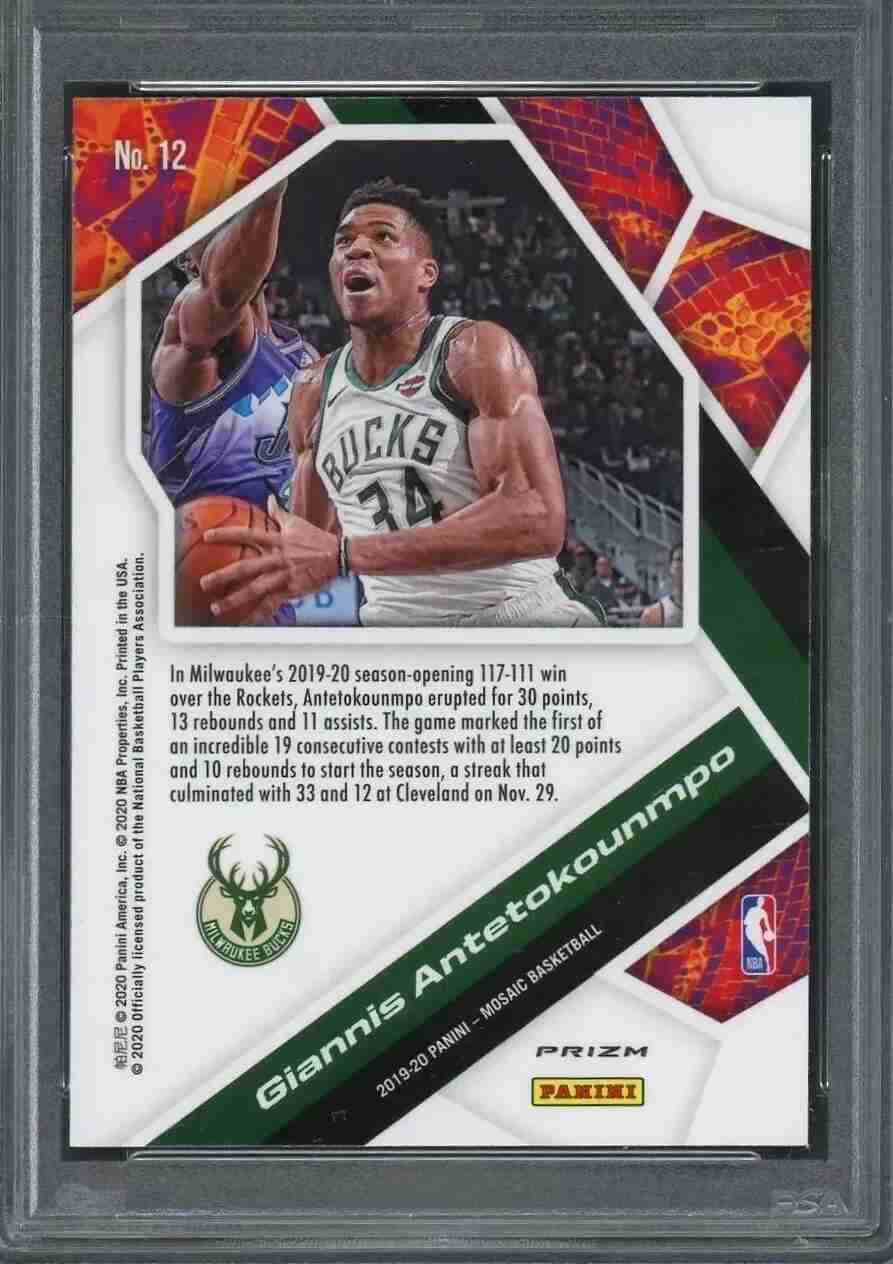 No. 12
BUCKS
34
In Milwaukee's 2019-20 season-opening 117-111 win
over the Rockets, Antetokounmpo erupted for 30 points,
13 rebounds and 11 assists. The game marked the first of
an incredible 19 consecutive contests with at least 20 points
and 10 rebounds to start the season, a streak that
culminated with 33 and 12 at Cleveland on Nov. 29.
帕尼尼 © 2020 Panini America, Inc. © 2020 NBA Properties, Inc. Printed in the USA.
© 2020 Officially licensed product of the National Basketball Players Association.
MILWAUKEE BUCKS
Giannis Antetokounmpo
2019-20 PANINI – MOSAIC BASKETBALL
NBA
PRIZM
PANINI
PSA